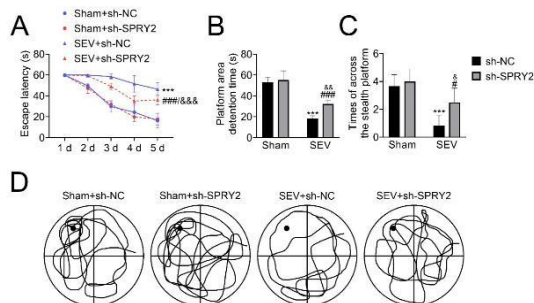 A
Sham+sh-NC
Sham+sh-SPRY2
SEV+sh-NC
SEV+sh-SPRY2
Escape latency (s)
100
80
60
40
20
0
1 d 2 d 3 d 4 d 5 d
***
###/&&&
B
Platform area
detention time (s)
80
60
40
20
0
Sham SEV
***
&&
###
C
Times of across
the stealth platform
6
4
2
0
Sham SEV
***
&
#
sh-NC
sh-SPRY2
D
Sham+sh-NC Sham+sh-SPRY2 SEV+sh-NC SEV+sh-SPRY2